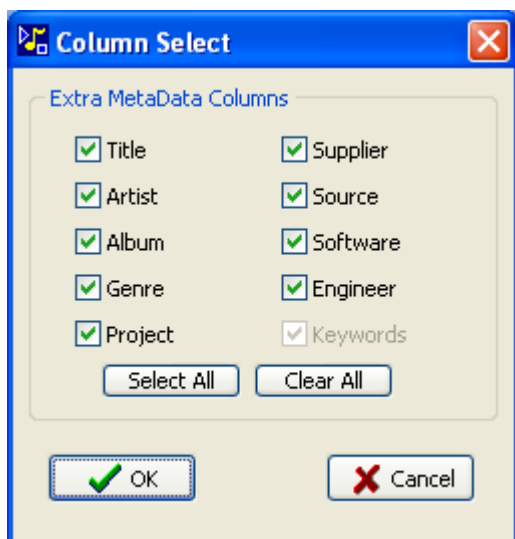 Column Select
Extra MetaData Columns
Title Supplier
Artist Source
Album Software
Genre Engineer
Project Keywords
Select All Clear All
OK Cancel